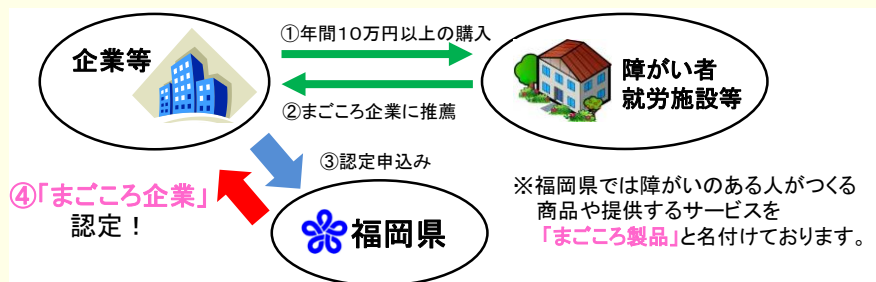 ①年間１０万円以上の購入
企業等
障がい者
就労施設等
②まごころ企業に推薦
③認定申込み
④「まごころ企業」
認定！
福岡県
※福岡県では障がいのある人がつくる
商品や提供するサービスを
「まごころ製品」と名付けております。